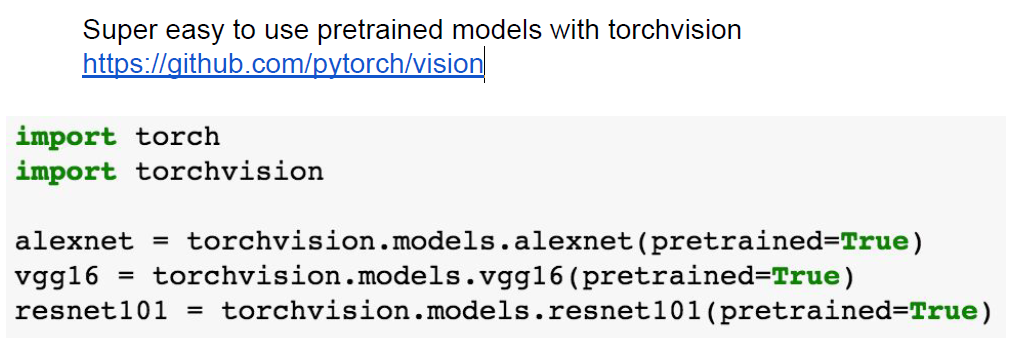 Super easy to use pretrained models with torchvision
https://github.com/pytorch/vision
import torch
import torchvision
alexnet = torchvision.models.alexnet(pretrained=True)
vgg16 = torchvision.models.vgg16(pretrained=True)
resnet101 = torchvision.models.resnet101(pretrained=True)